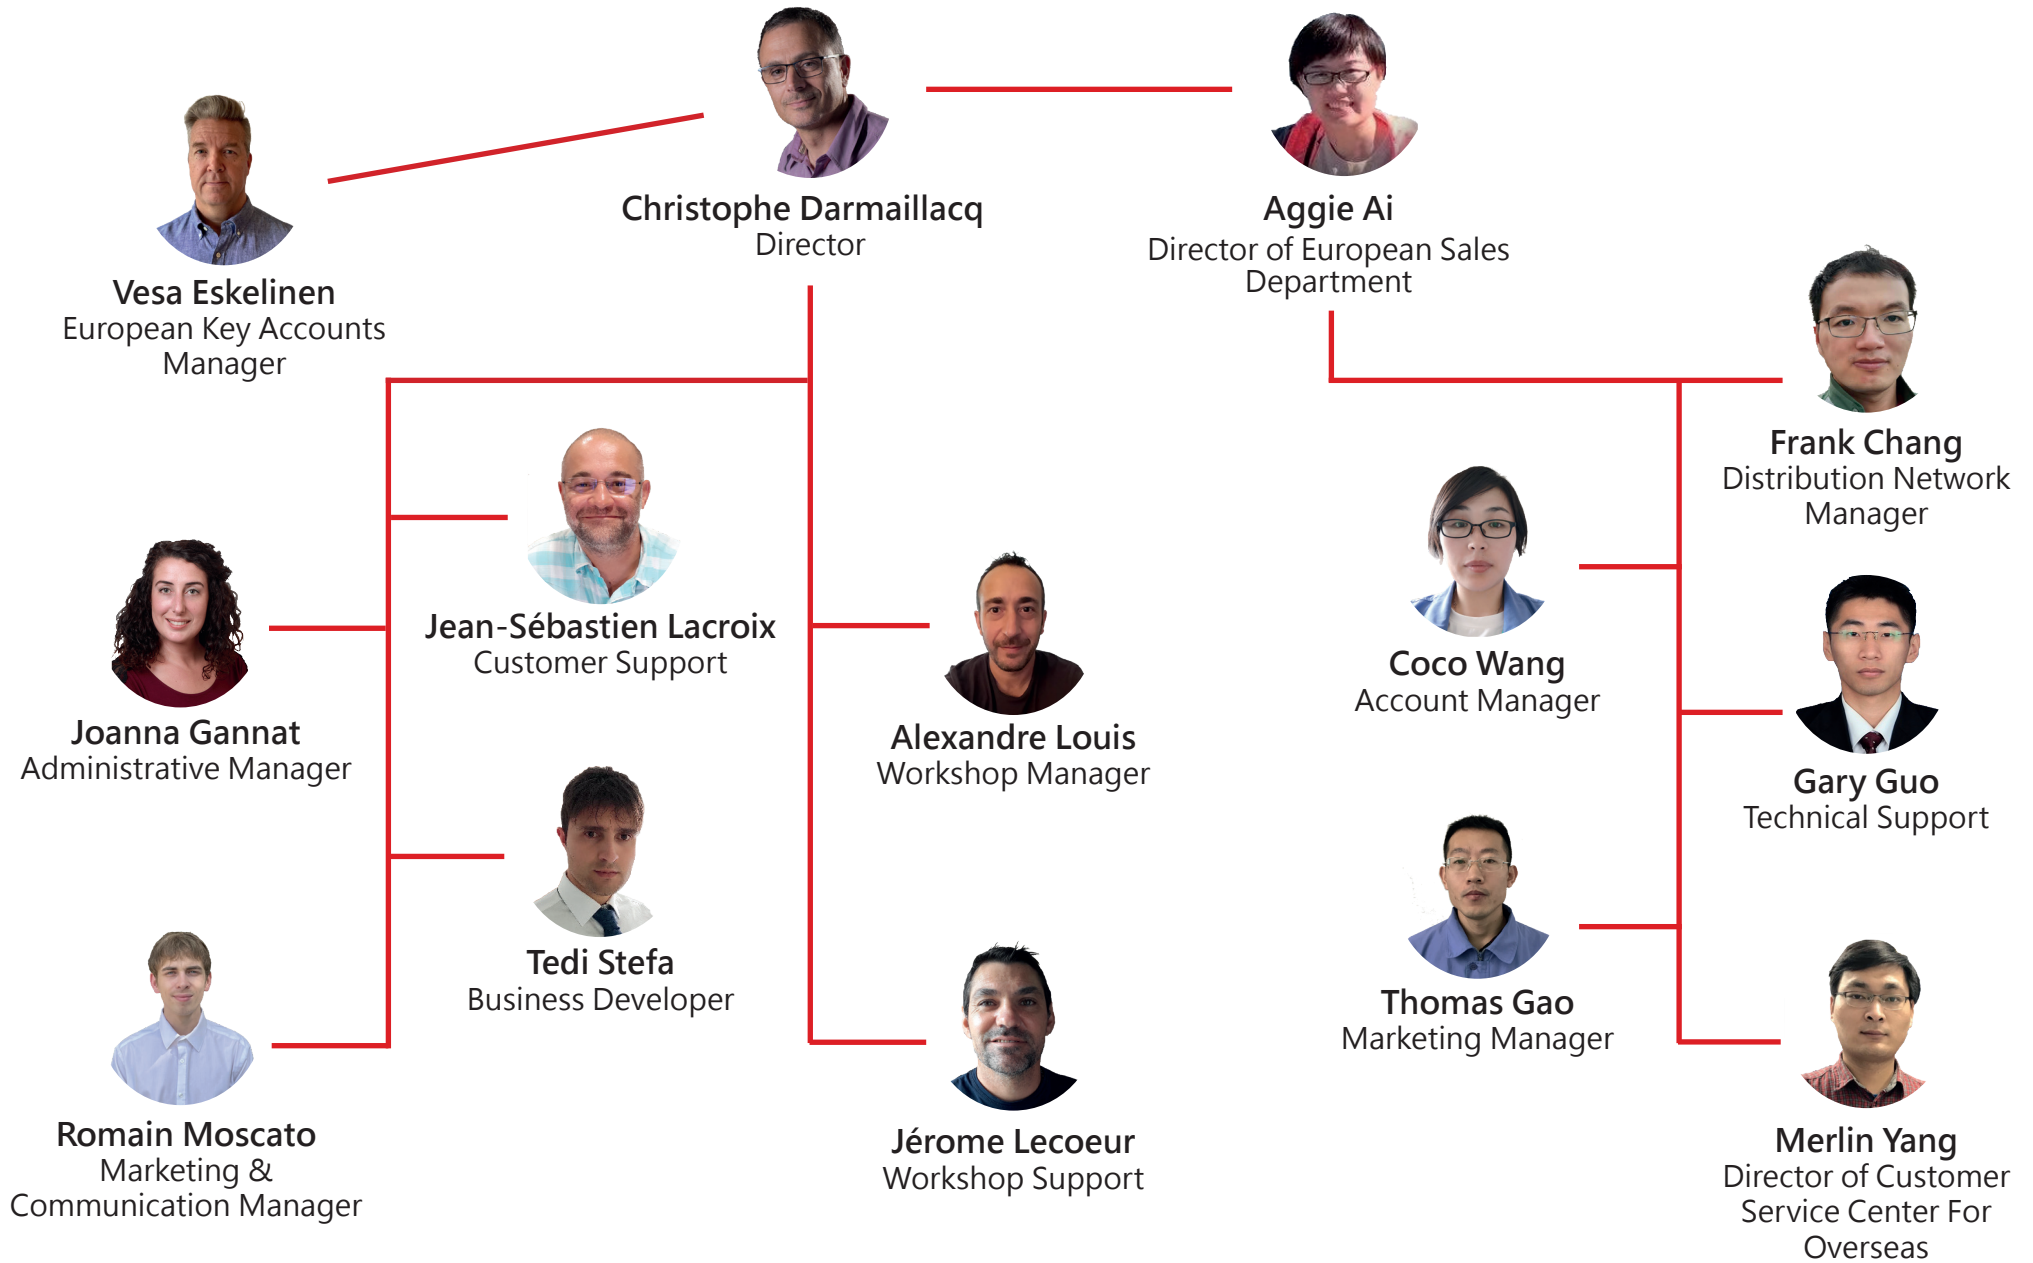 Christophe Darmaillacq
Director
Aggie Ai
Director of European Sales
Department
Vesa Eskelinen
European Key Accounts
Manager
Frank Chang
Distribution Network
Manager
Jean-Sébastien Lacroix
Customer Support
Coco Wang
Account Manager
Joanna Gannat
Administrative Manager
Alexandre Louis
Workshop Manager
Gary Guo
Technical Support
Tedi Stefa
Business Developer
Thomas Gao
Marketing Manager
Romain Moscato
Marketing &
Communication Manager
Jérome Lecoeur
Workshop Support
Merlin Yang
Director of Customer
Service Center For
Overseas